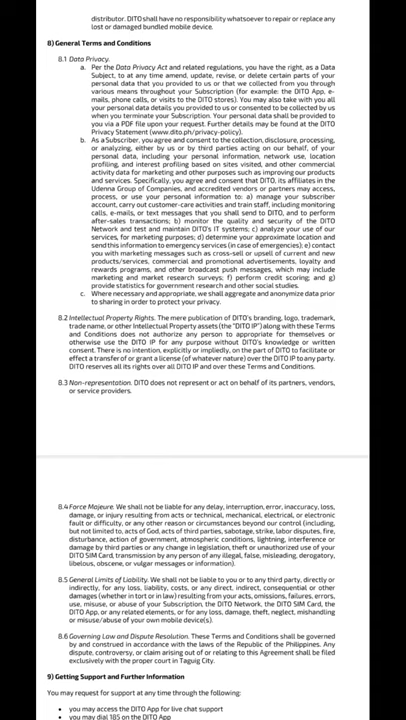 distributor. DITO shall have no responsibility whatsoever to repair or replace any
lost or damaged bundled mobile device.
8) General Terms and Conditions
8.1 Data Privacy.
a. Per the Data Privacy Act and related regulations, you have the right, as a Data
Subject, to at any time amend, update, revise, or delete certain parts of your
personal data that you provided to us or that we collected from you through
various means throughout your Subscription (for example: the DITO App, e-
mails, phone calls, or visits to the DITO stores). You may also take with you all
your personal data details you provided to us or consented to be collected by us
when you terminate your Subscription. Your personal data shall be provided to
you via a PDF file upon your request. Further details may be found at the DITO
Privacy Statement (www.dito.ph/privacy-policy).
b. As a Subscriber, you agree and consent to the collection, disclosure, processing,
or analyzing, either by us or by third parties acting on our behalf, of your
personal data, including your personal information, network use, location
profiling, and interest profiling based on sites visited, and other commercial
activity data for marketing and other purposes such as improving our products
and services. Specifically, you agree and consent that DITO, its affiliates in the
Udenna Group of Companies, and accredited vendors or partners may access,
process, or use your personal information to: a) manage your subscriber
account, carry out customer-care activities and train staff, including monitoring
calls, e-mails, or text messages that you shall send to DITO, and to perform
after-sales transactions; b) monitor the quality and security of the DITO
Network and test and maintain DITO's IT systems; c) analyze your use of our
services, for marketing purposes; d) determine your approximate location and
send this information to emergency services (in case of emergencies); e) contact
you with marketing messages such as cross-sell or upsell of current and new
products/services, commercial and promotional advertisements, loyalty and
rewards programs, and other broadcast push messages, which may include
marketing and market research surveys; f) perform credit scoring; and g)
provide statistics for government research and other social studies.
c. Where necessary and appropriate, we shall aggregate and anonymize data prior
to sharing in order to protect your privacy.
8.2 Intellectual Property Rights. The mere publication of DITO's branding, logo, trademark,
trade name, or other Intellectual Property assets (the "DITO IP") along with these Terms
and Conditions does not authorize any person to appropriate for themselves or
otherwise use the DITO IP for any purpose without DITO's knowledge or written
consent. There is no intention, explicitly or impliedly, on the part of DITO to facilitate or
effect a transfer of or grant a license (of whatever nature) over the DITO IP to any party.
DITO reserves all its rights over all DITO IP and over these Terms and Conditions.
8.3 Non-representation. DITO does not represent or act on behalf of its partners, vendors,
or service providers.
8.4 Force Majeure. We shall not be liable for any delay, interruption, error, inaccuracy, loss,
damage, or injury resulting from acts or technical, mechanical, electrical, or electronic
fault or difficulty, or any other reason or circumstances beyond our control (including,
but not limited to, acts of God, acts of third parties, sabotage, strike, labor disputes, fire,
disturbance, action of government, atmospheric conditions, lightning, interference or
damage by third parties or any change in legislation, theft or unauthorized use of your
DITO SIM Card, transmission by any person of any illegal, false, misleading, derogatory,
libelous, obscene, or vulgar messages or information).
8.5 General Limits of Liability. We shall not be liable to you or to any third party, directly or
indirectly, for any loss, liability, costs, or any direct, indirect, consequential or other
damages (whether in tort or in law) resulting from your acts, omissions, failures, errors,
use, misuse, or abuse of your Subscription, the DITO Network, the DITO SIM Card, the
DITO App, or any related elements, or for any loss, damage, theft, neglect, mishandling
or misuse/abuse of your own mobile device(s).
8.6 Governing Law and Dispute Resolution. These Terms and Conditions shall be governed
by and construed in accordance with the laws of the Republic of the Philippines. Any
dispute, controversy, or claim arising out of or relating to this Agreement shall be filed
exclusively with the proper court in Taguig City.
9) Getting Support and Further Information
You may request for support at any time through the following:
• you may access the DITO App for live chat support
• you may dial 185 on the DITO App